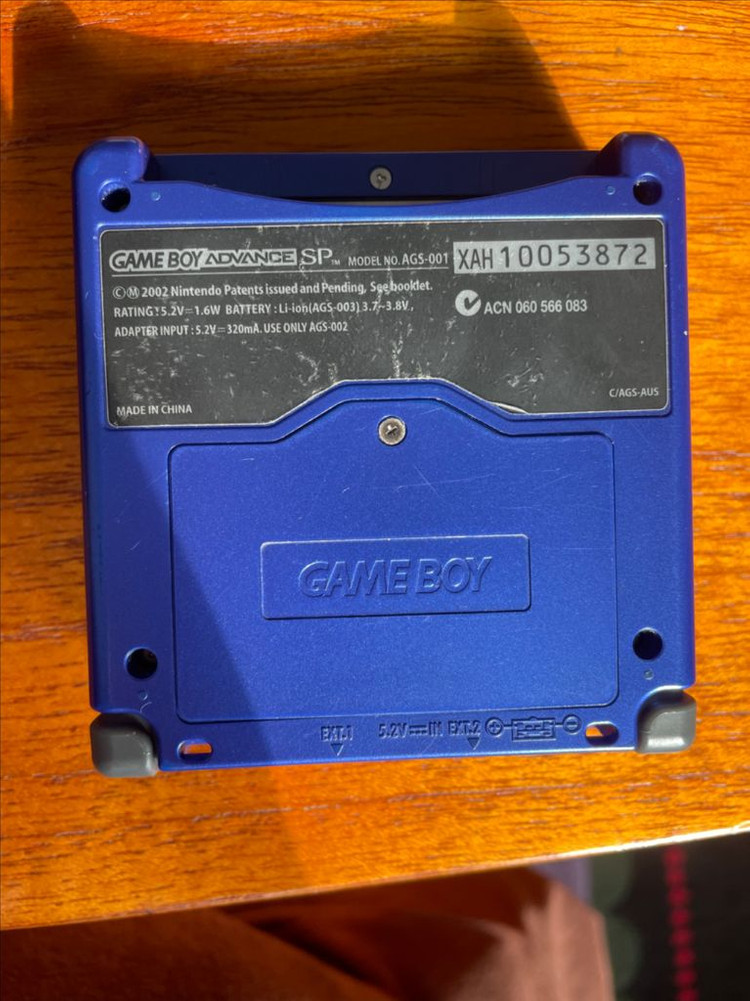 GAME BOY ADVANCE SP™ MODEL NO. AGS-001 XAH10053872
©Ⓜ 2002 Nintendo Patents issued and Pending, See booklet.
RATING:5.2V⎓1.6W BATTERY : Li-ion(AGS-003) 3.7~3.8V,
ADAPTER INPUT : 5.2V⎓320mA. USE ONLY AGS-002
ACN 060 566 083
MADE IN CHINA
C/AGS-AUS
GAME BOY
EXT.1 5.2V⎓IN EXT.2